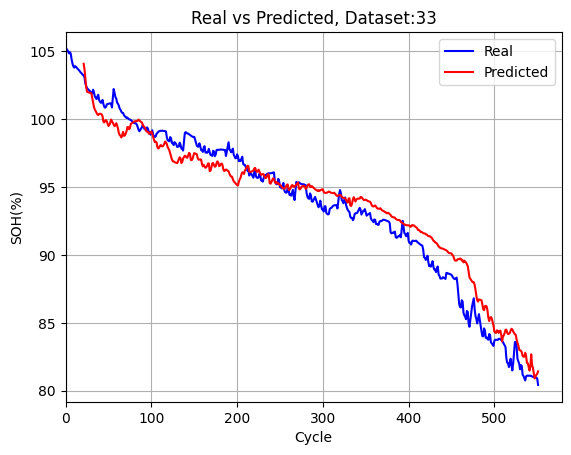 Real vs Predicted, Dataset:33
Real
Predicted
SOH(%)
105
100
95
90
85
80
0 100 200 300 400 500
Cycle